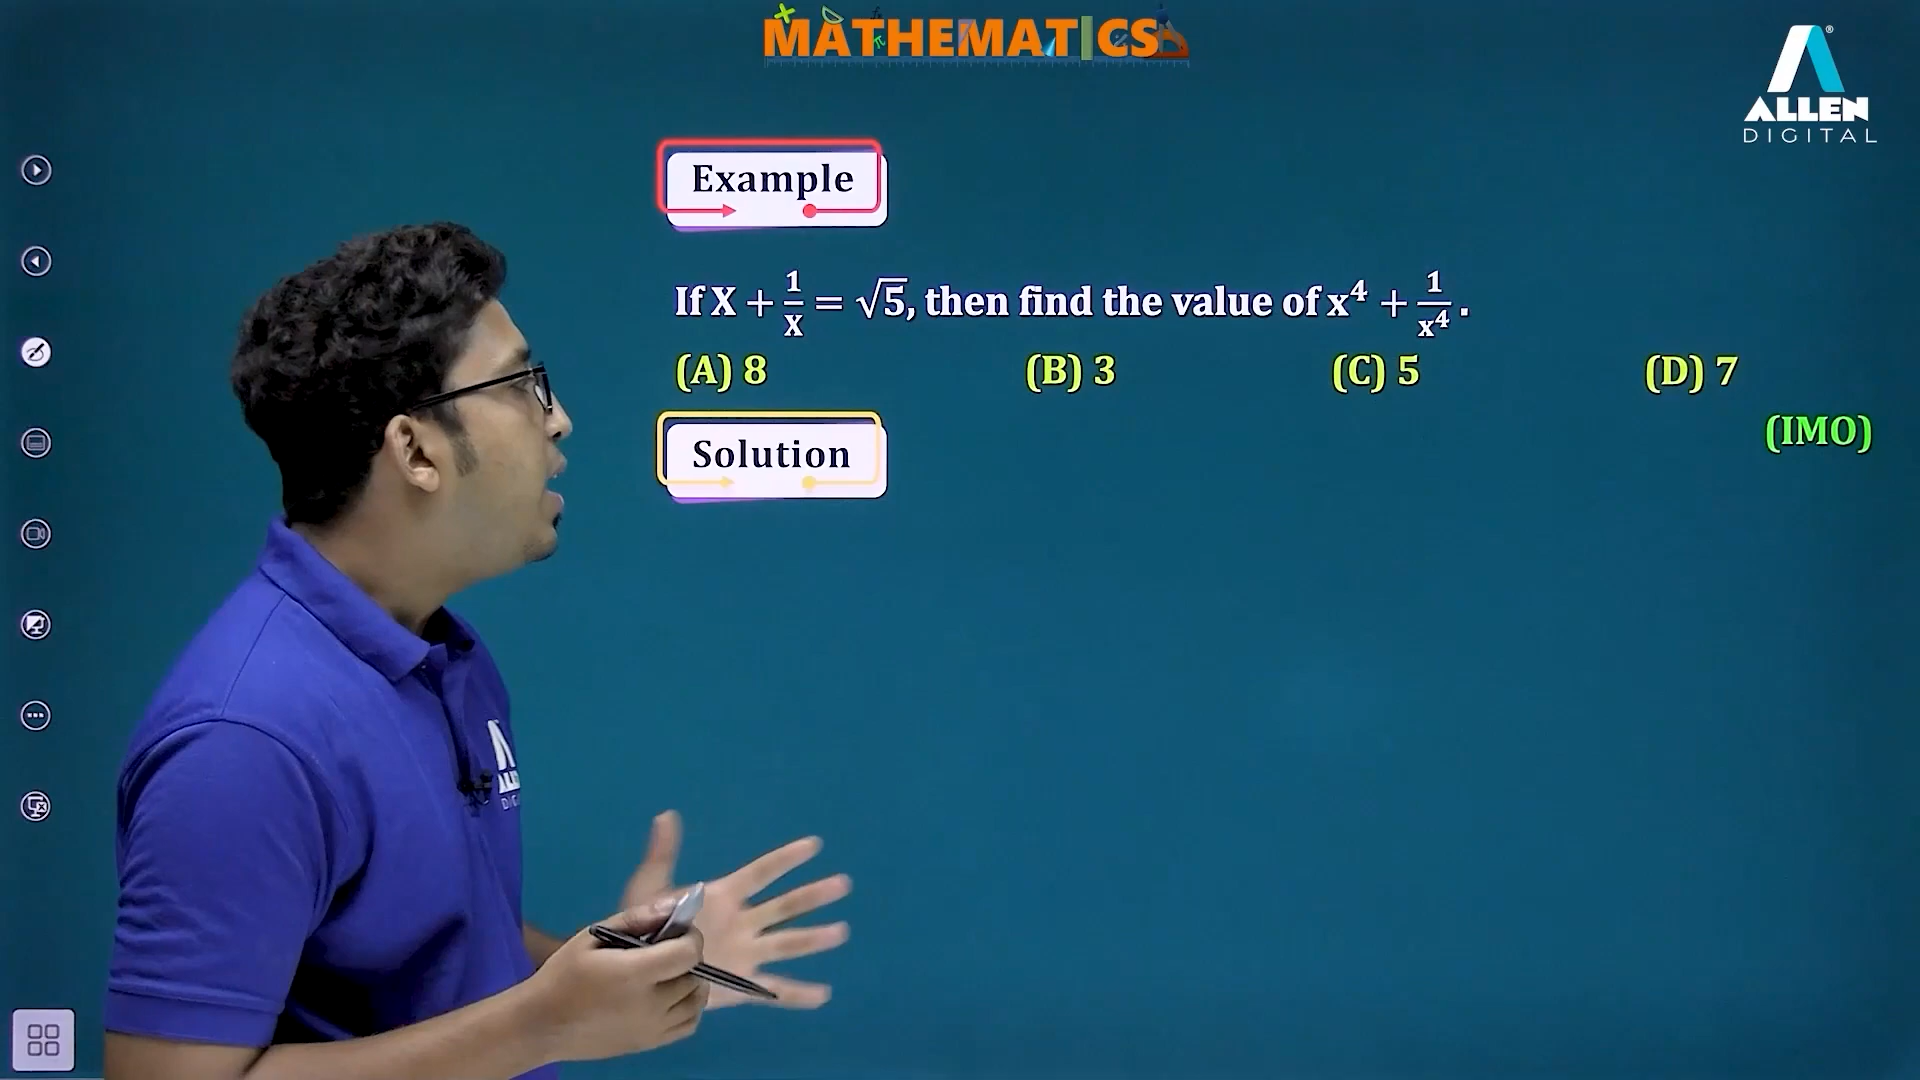 MATHEMATICS
ALLEN
DIGITAL
Example
If X + 1/x = √5, then find the value of x⁴ + 1/x⁴.
(A) 8 (B) 3 (C) 5 (D) 7
(IMO)
Solution